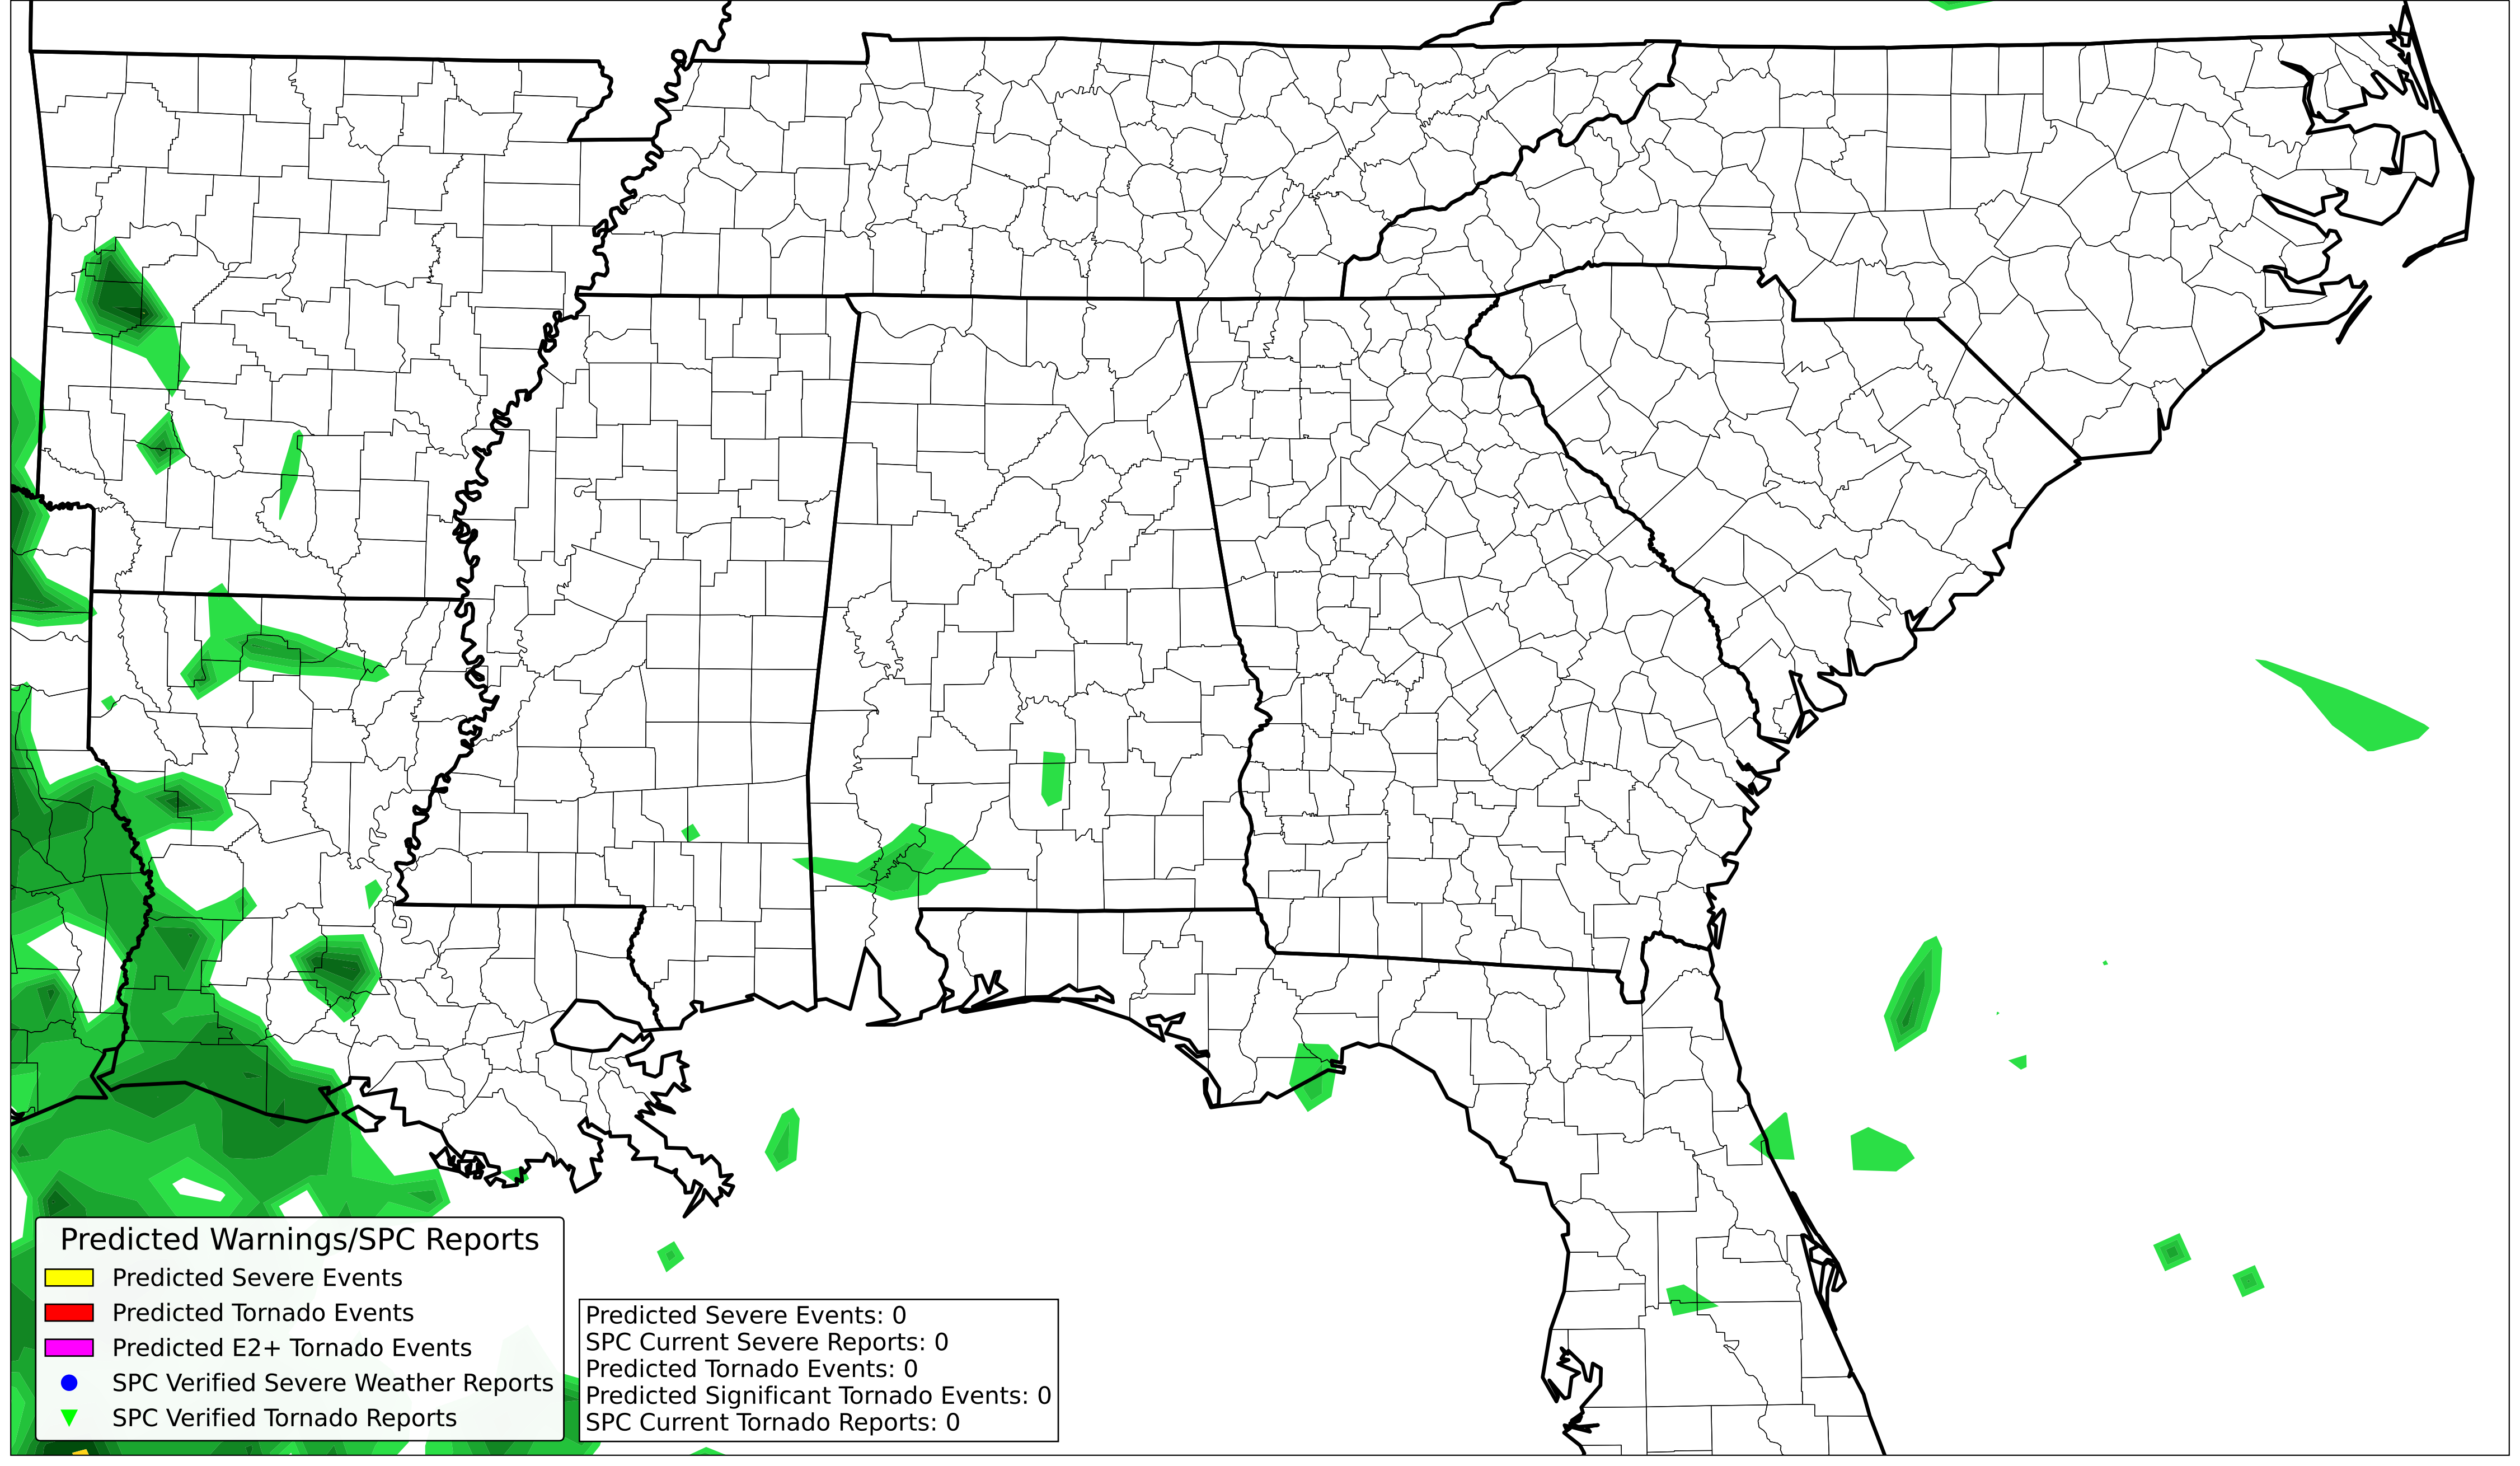 Predicted Warnings/SPC Reports
Predicted Severe Events
Predicted Tornado Events
Predicted E2+ Tornado Events
SPC Verified Severe Weather Reports
SPC Verified Tornado Reports
Predicted Severe Events: 0
SPC Current Severe Reports: 0
Predicted Tornado Events: 0
Predicted Significant Tornado Events: 0
SPC Current Tornado Reports: 0